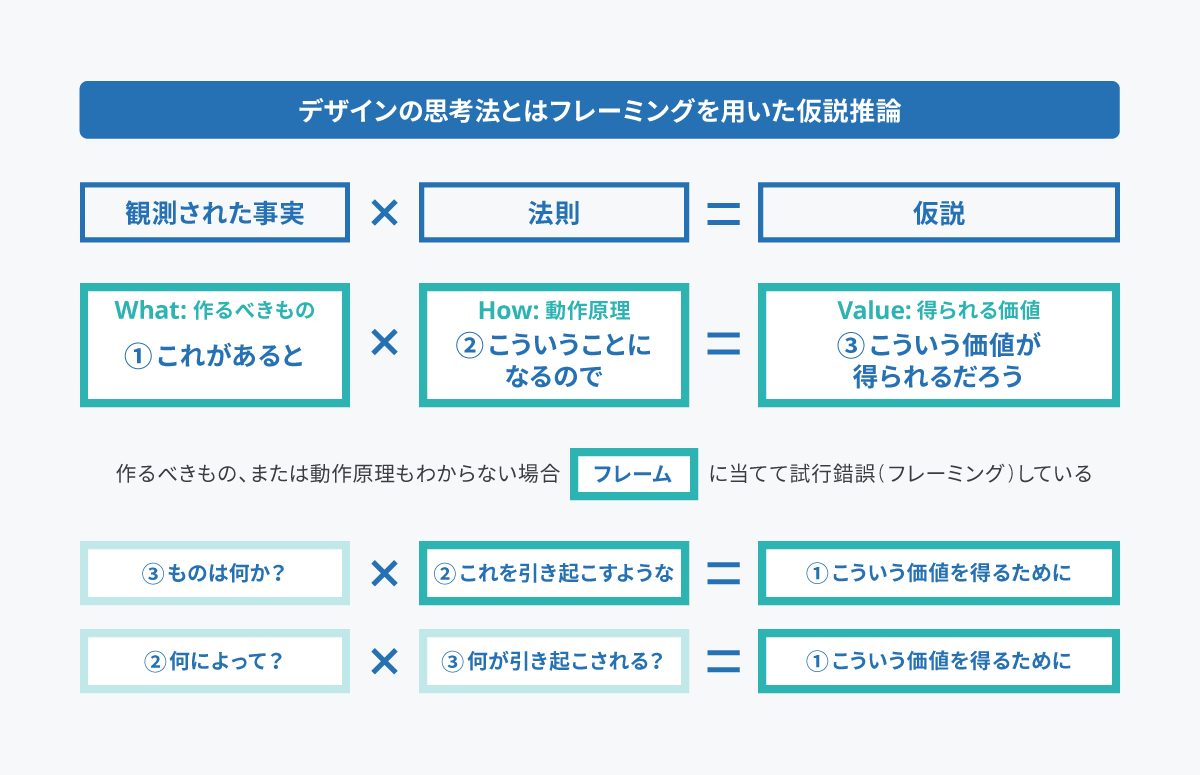 デザインの思考法とはフレーミングを用いた仮説推論
観測された事実 × 法則 = 仮説
What: 作るべきもの
①これがあると
×
How: 動作原理
②こういうことに
なるので
=
Value: 得られる価値
③こういう価値が
得られるだろう
作るべきもの、または動作原理もわからない場合 フレーム に当てて試行錯誤(フレーミング)している
③ものは何か? × ②これを引き起こすような = ①こういう価値を得るために
②何によって? × ③何が引き起こされる? = ①こういう価値を得るために